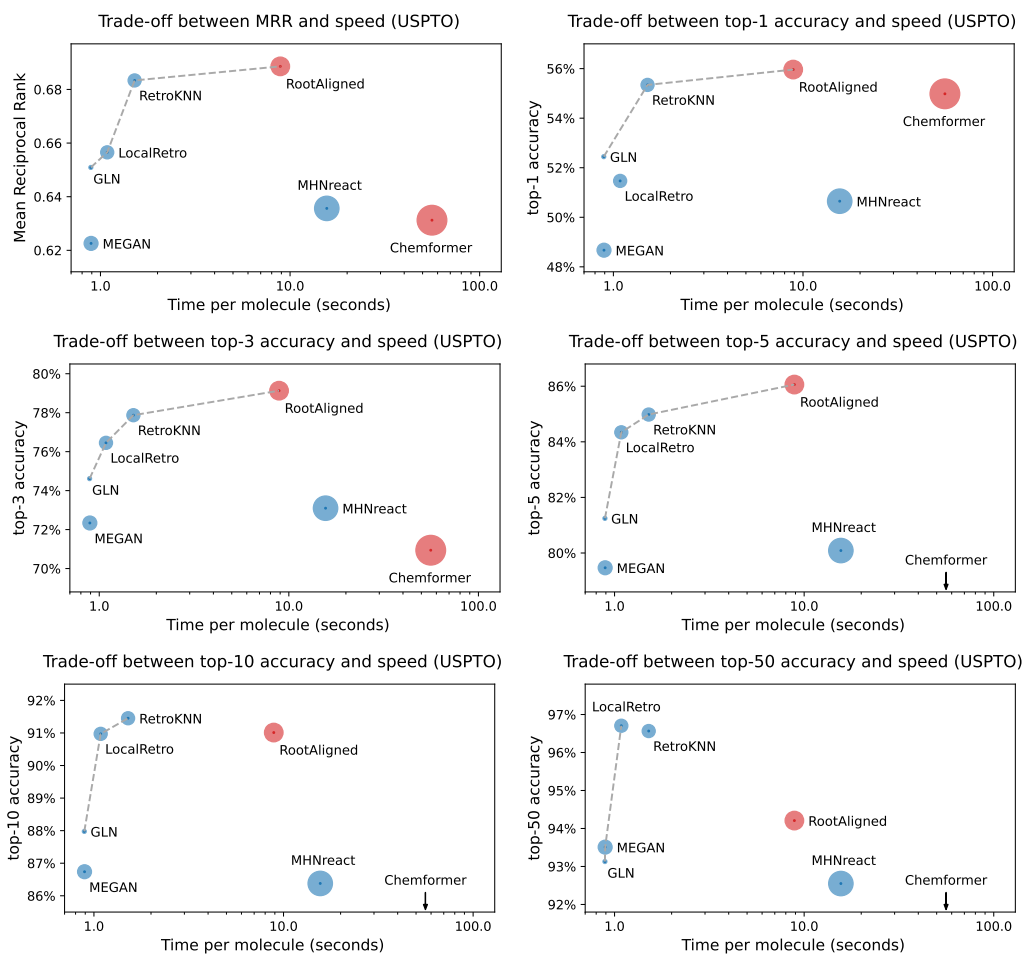 Trade-off between MRR and speed (USPTO)
Mean Reciprocal Rank
0.68
0.66
0.64
0.62
RootAligned
RetroKNN
LocalRetro
GLN
MHNreact
Chemformer
MEGAN
1.0
10.0
100.0
Time per molecule (seconds)
Trade-off between top-1 accuracy and speed (USPTO)
top-1 accuracy
56%
54%
52%
50%
48%
RootAligned
RetroKNN
Chemformer
GLN
LocalRetro
MHNreact
MEGAN
1.0
10.0
100.0
Time per molecule (seconds)
Trade-off between top-3 accuracy and speed (USPTO)
top-3 accuracy
80%
78%
76%
74%
72%
70%
RootAligned
RetroKNN
LocalRetro
GLN
MHNreact
MEGAN
Chemformer
1.0
10.0
100.0
Time per molecule (seconds)
Trade-off between top-5 accuracy and speed (USPTO)
top-5 accuracy
86%
84%
82%
80%
RootAligned
RetroKNN
LocalRetro
GLN
MHNreact
Chemformer
MEGAN
1.0
10.0
100.0
Time per molecule (seconds)
Trade-off between top-10 accuracy and speed (USPTO)
top-10 accuracy
92%
91%
90%
89%
88%
87%
86%
RetroKNN
LocalRetro
RootAligned
GLN
MHNreact
Chemformer
MEGAN
1.0
10.0
100.0
Time per molecule (seconds)
Trade-off between top-50 accuracy and speed (USPTO)
top-50 accuracy
97%
96%
95%
94%
93%
92%
LocalRetro
RetroKNN
RootAligned
MEGAN
GLN
MHNreact
Chemformer
1.0
10.0
100.0
Time per molecule (seconds)